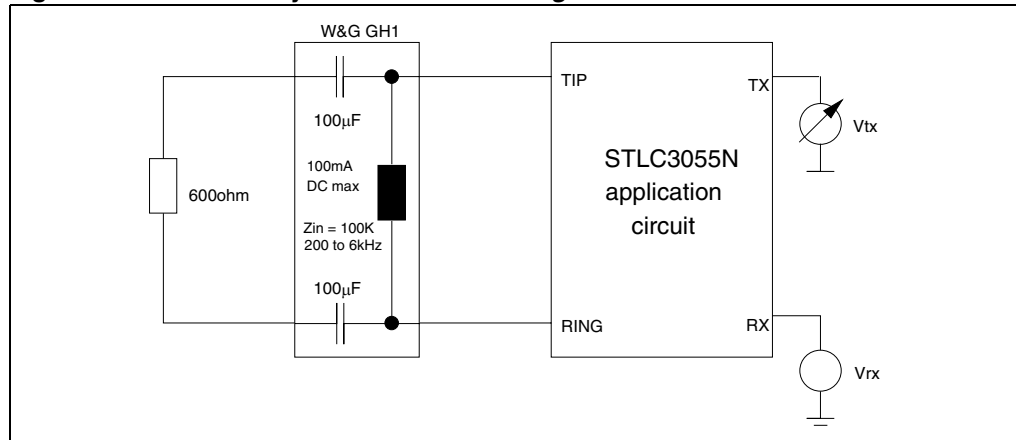 W&G GH1
TIP
TX
100μF
Vtx
100mA
DC max
STLC3055N
application
circuit
600ohm
Zin = 100K
200 to 6kHz
100μF
RING
RX
Vrx